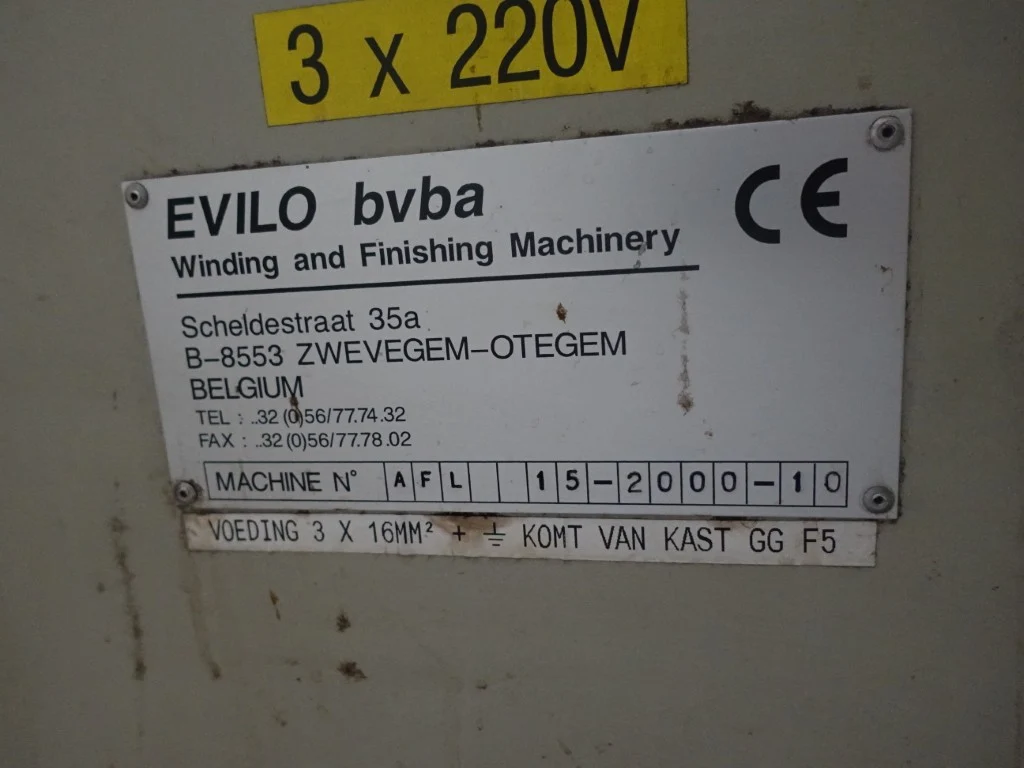 3 x 220V
EVILO bvba
CE
Winding and Finishing Machinery
Scheldestraat 35a
B-8553 ZWEVEGEM-OTEGEM
BELGIUM
TEL : ..32 (0)56/77.74.32
FAX : ..32 (0)56/77.78.02
MACHINE N° AFL 15-2000-10
VOEDING 3 X 16MM² + ⏚ KOMT VAN KAST GG F5